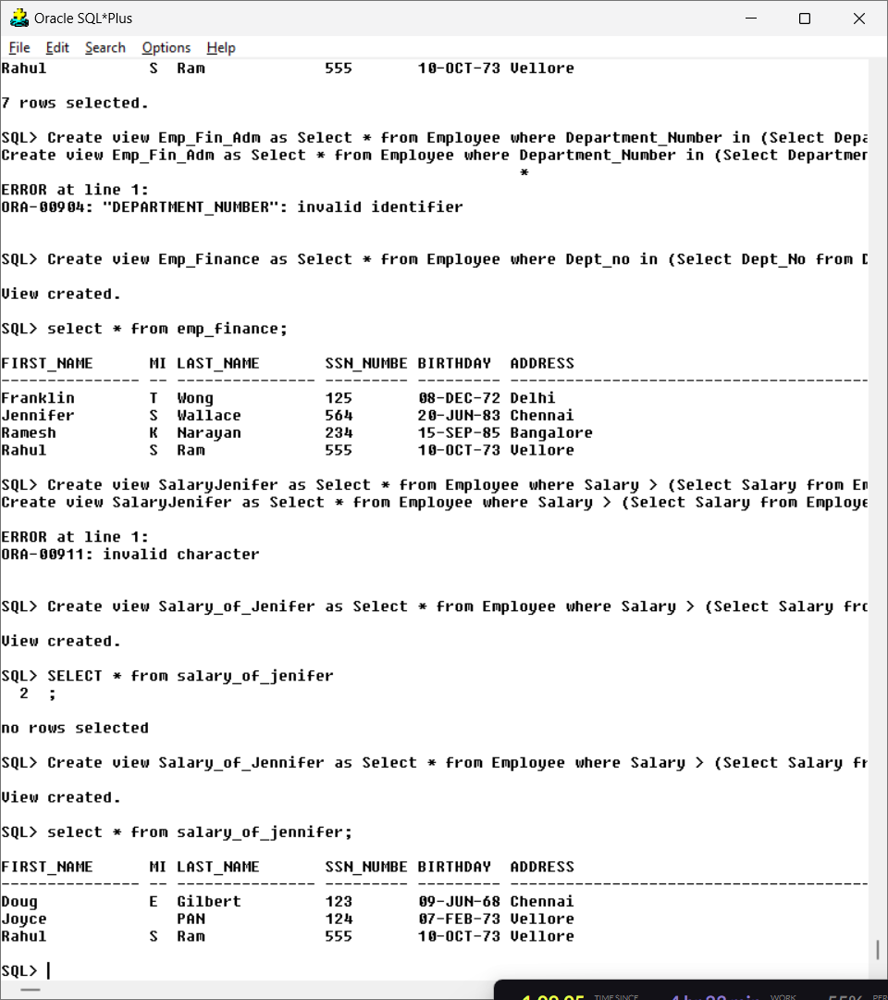 Oracle SQL*Plus
File Edit Search Options Help
Rahul S Ram 555 10-OCT-73 Vellore
7 rows selected.
SQL> Create view Emp_Fin_Adm as Select * from Employee where Department_Number in (Select Depa
Create view Emp_Fin_Adm as Select * from Employee where Department_Number in (Select Departmen
*
ERROR at line 1:
ORA-00904: "DEPARTMENT_NUMBER": invalid identifier
SQL> Create view Emp_Finance as Select * from Employee where Dept_no in (Select Dept_No from D
View created.
SQL> select * from emp_finance;
FIRST_NAME MI LAST_NAME SSN_NUMBE BIRTHDAY ADDRESS
--------------- -- --------------- --------- --------- ---------------------------------------
Franklin T Wong 125 08-DEC-72 Delhi
Jennifer S Wallace 564 20-JUN-83 Chennai
Ramesh K Narayan 234 15-SEP-85 Bangalore
Rahul S Ram 555 10-OCT-73 Vellore
SQL> Create view SalaryJenifer as Select * from Employee where Salary > (Select Salary from Em
Create view SalaryJenifer as Select * from Employee where Salary > (Select Salary from Employe
ERROR at line 1:
ORA-00911: invalid character
SQL> Create view Salary_of_Jenifer as Select * from Employee where Salary > (Select Salary fro
View created.
SQL> SELECT * from salary_of_jenifer
2 ;
no rows selected
SQL> Create view Salary_of_Jennifer as Select * from Employee where Salary > (Select Salary fr
View created.
SQL> select * from salary_of_jennifer;
FIRST_NAME MI LAST_NAME SSN_NUMBE BIRTHDAY ADDRESS
--------------- -- --------------- --------- --------- ---------------------------------------
Doug E Gilbert 123 09-JUN-68 Chennai
Joyce PAN 124 07-FEB-73 Vellore
Rahul S Ram 555 10-OCT-73 Vellore
SQL>
TIME SINCE WORK